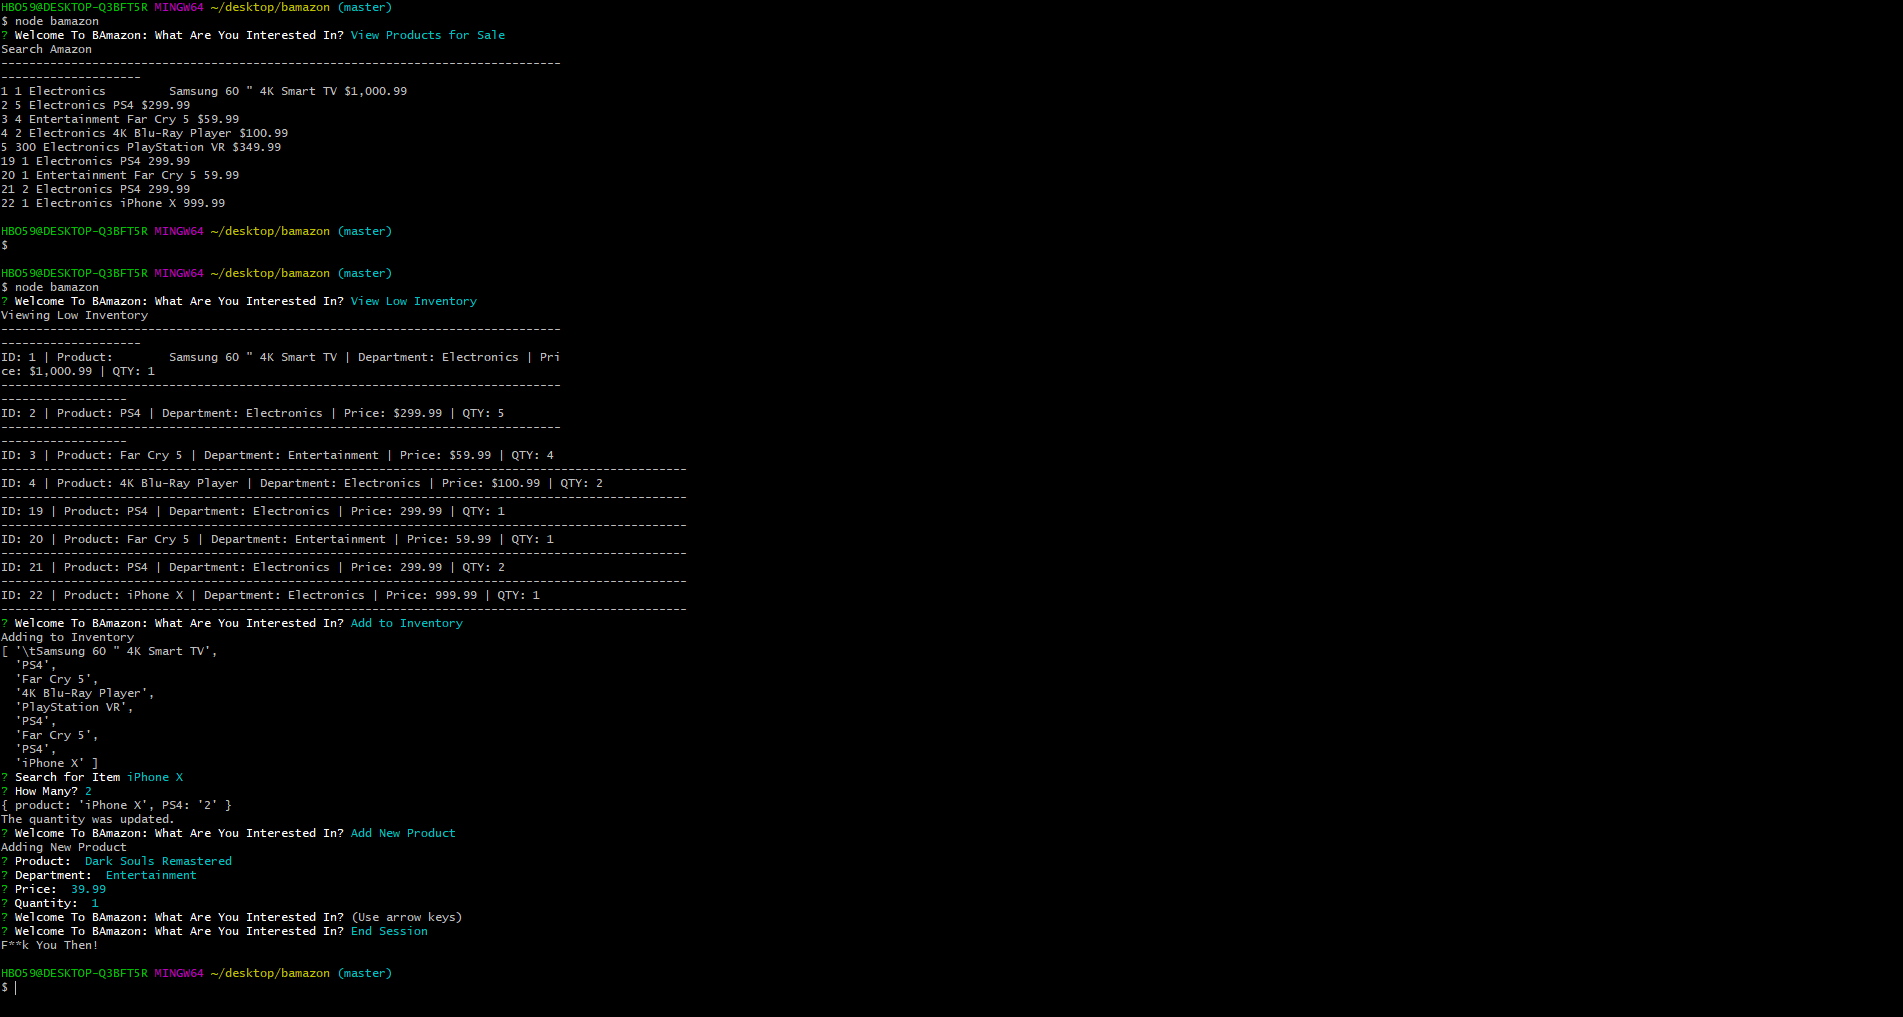 HBO59@DESKTOP-Q3BFT5R MINGW64 ~/desktop/bamazon (master)
$ node bamazon
? Welcome To BAmazon: What Are You Interested In? View Products for Sale
Search Amazon
--------------------------------------------------------------------------------
--------------------
1 1 Electronics         Samsung 60 " 4K Smart TV $1,000.99
2 5 Electronics PS4 $299.99
3 4 Entertainment Far Cry 5 $59.99
4 2 Electronics 4K Blu-Ray Player $100.99
5 300 Electronics PlayStation VR $349.99
19 1 Electronics PS4 299.99
20 1 Entertainment Far Cry 5 59.99
21 2 Electronics PS4 299.99
22 1 Electronics iPhone X 999.99
HBO59@DESKTOP-Q3BFT5R MINGW64 ~/desktop/bamazon (master)
$
HBO59@DESKTOP-Q3BFT5R MINGW64 ~/desktop/bamazon (master)
$ node bamazon
? Welcome To BAmazon: What Are You Interested In? View Low Inventory
Viewing Low Inventory
--------------------------------------------------------------------------------
--------------------
ID: 1 | Product:        Samsung 60 " 4K Smart TV | Department: Electronics | Pri
ce: $1,000.99 | QTY: 1
--------------------------------------------------------------------------------
------------------
ID: 2 | Product: PS4 | Department: Electronics | Price: $299.99 | QTY: 5
--------------------------------------------------------------------------------
------------------
ID: 3 | Product: Far Cry 5 | Department: Entertainment | Price: $59.99 | QTY: 4
--------------------------------------------------------------------------------------------------
ID: 4 | Product: 4K Blu-Ray Player | Department: Electronics | Price: $100.99 | QTY: 2
--------------------------------------------------------------------------------------------------
ID: 19 | Product: PS4 | Department: Electronics | Price: 299.99 | QTY: 1
--------------------------------------------------------------------------------------------------
ID: 20 | Product: Far Cry 5 | Department: Entertainment | Price: 59.99 | QTY: 1
--------------------------------------------------------------------------------------------------
ID: 21 | Product: PS4 | Department: Electronics | Price: 299.99 | QTY: 2
--------------------------------------------------------------------------------------------------
ID: 22 | Product: iPhone X | Department: Electronics | Price: 999.99 | QTY: 1
--------------------------------------------------------------------------------------------------
? Welcome To BAmazon: What Are You Interested In? Add to Inventory
Adding to Inventory
[ '\tSamsung 60 " 4K Smart TV',
  'PS4',
  'Far Cry 5',
  '4K Blu-Ray Player',
  'PlayStation VR',
  'PS4',
  'Far Cry 5',
  'PS4',
  'iPhone X' ]
? Search for Item iPhone X
? How Many? 2
{ product: 'iPhone X', PS4: '2' }
The quantity was updated.
? Welcome To BAmazon: What Are You Interested In? Add New Product
Adding New Product
? Product:  Dark Souls Remastered
? Department:  Entertainment
? Price:  39.99
? Quantity:  1
? Welcome To BAmazon: What Are You Interested In? (Use arrow keys)
? Welcome To BAmazon: What Are You Interested In? End Session
F**k You Then!
HBO59@DESKTOP-Q3BFT5R MINGW64 ~/desktop/bamazon (master)
$